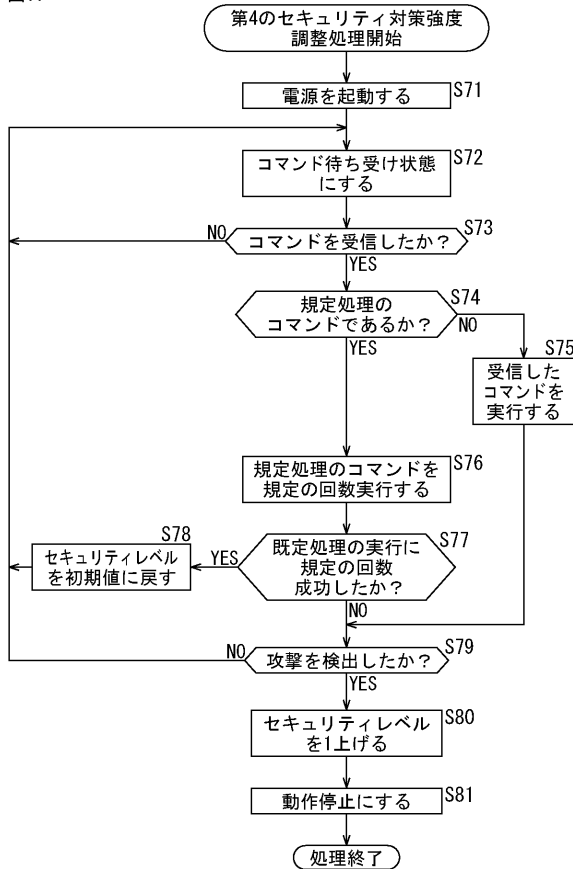 第4のセキュリティ対策強度
調整処理開始
電源を起動する
S71
コマンド待ち受け状態
にする
S72
コマンドを受信したか?
S73
NO
YES
規定処理の
コマンドであるか?
S74
NO
YES
受信した
コマンドを
実行する
S75
規定処理のコマンドを
規定の回数実行する
S76
既定処理の実行に
規定の回数
成功したか?
S77
YES
NO
セキュリティレベル
を初期値に戻す
S78
攻撃を検出したか?
S79
NO
YES
セキュリティレベル
を1上げる
S80
動作停止にする
S81
処理終了